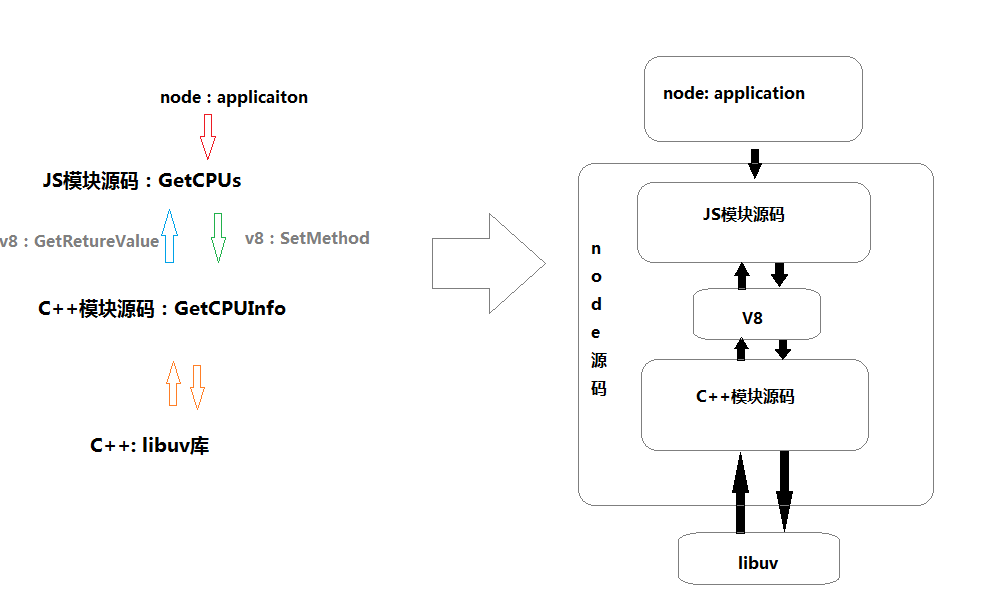 node : applicaiton
JS模块源码：GetCPUs
v8：GetRetureValue
v8：SetMethod
C++模块源码：GetCPUInfo
C++: libuv库
node: application
node源码
JS模块源码
V8
C++模块源码
libuv